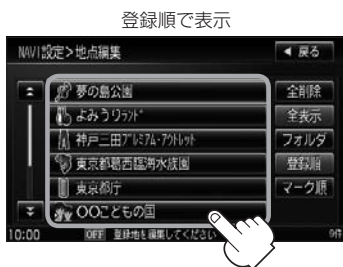 登録順で表示
NAVI設定>地点編集
戻る
夢の島公園
全削除
よみうりランド
全表示
神戸三田プレミアム・アウトレット
フォルダ
東京都葛西臨海水族園
登録順
東京都庁
マーク順
○○こどもの国
10:00 OFF 登録地を編集してください 9件